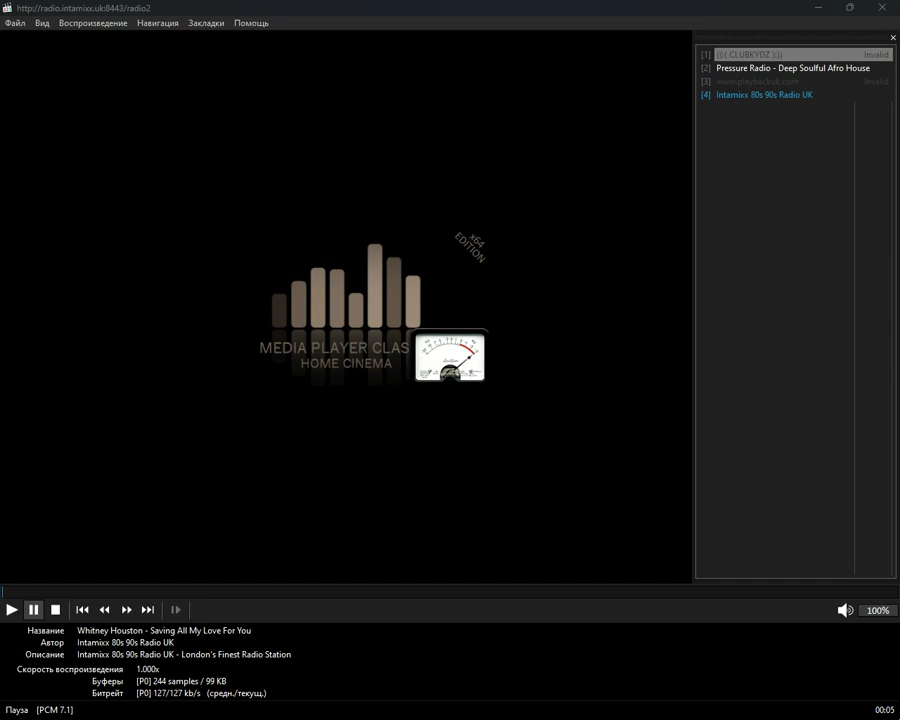 http://radio.intamixx.uk:8443/radio2
Файл Вид Воспроизведение Навигация Закладки Помощь
[1] ((:( CLUBKYDZ ):)) Invalid
[2] Pressure Radio - Deep Soulful Afro House
[3] www.playbackuk.com Invalid
[4] Intamixx 80s 90s Radio UK
x64
EDITION
MEDIA PLAYER CLAS
HOME CINEMA
100%
Название Whitney Houston - Saving All My Love For You
Автор Intamixx 80s 90s Radio UK
Описание Intamixx 80s 90s Radio UK - London's Finest Radio Station
Скорость воспроизведения 1.000x
Буферы [P0] 244 samples / 99 KB
Битрейт [P0] 127/127 kb/s (средн./текущ.)
Пауза [PCM 7.1] 00:05